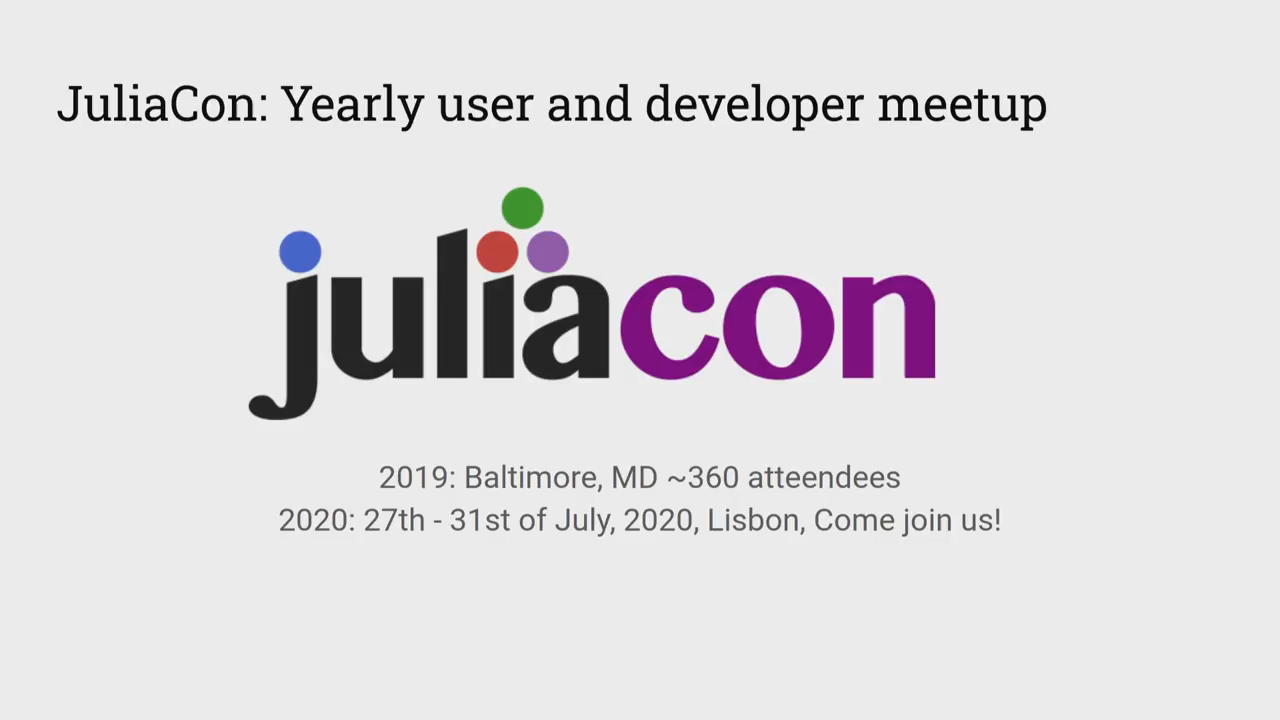 JuliaCon: Yearly user and developer meetup
juliacon
2019: Baltimore, MD ~360 atteendees
2020: 27th - 31st of July, 2020, Lisbon, Come join us!